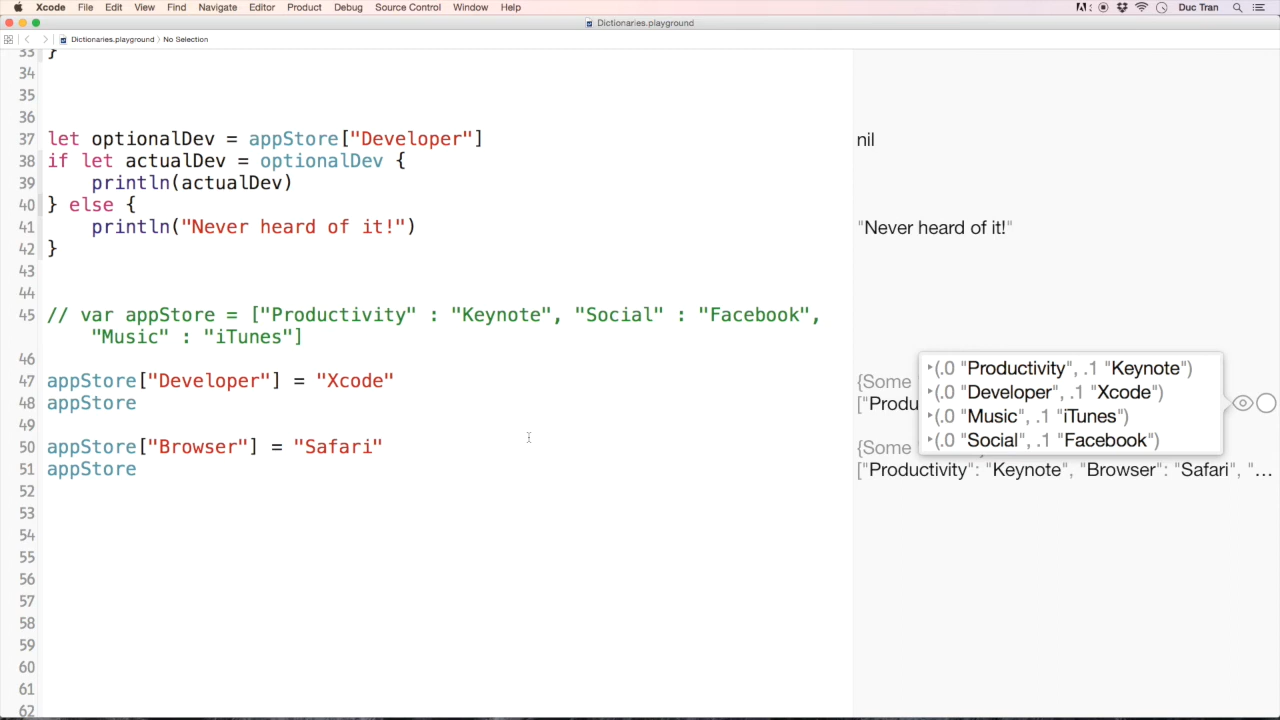 Xcode File Edit View Find Navigate Editor Product Debug Source Control Window Help Duc Tran
Dictionaries.playground
Dictionaries.playground › No Selection
33 }
34
35
36
37 let optionalDev = appStore["Developer"] nil
38 if let actualDev = optionalDev {
39 println(actualDev)
40 } else {
41 println("Never heard of it!") "Never heard of it!"
42 }
43
44
45 // var appStore = ["Productivity" : "Keynote", "Social" : "Facebook",
"Music" : "iTunes"]
46
47 appStore["Developer"] = "Xcode" {Some
48 appStore ["Produ
49
50 appStore["Browser"] = "Safari" {Some
51 appStore ["Productivity": "Keynote", "Browser": "Safari", "…
52
53
54
55
56
57
58
59
60
61
62
(.0 "Productivity", .1 "Keynote")
(.0 "Developer", .1 "Xcode")
(.0 "Music", .1 "iTunes")
(.0 "Social", .1 "Facebook")